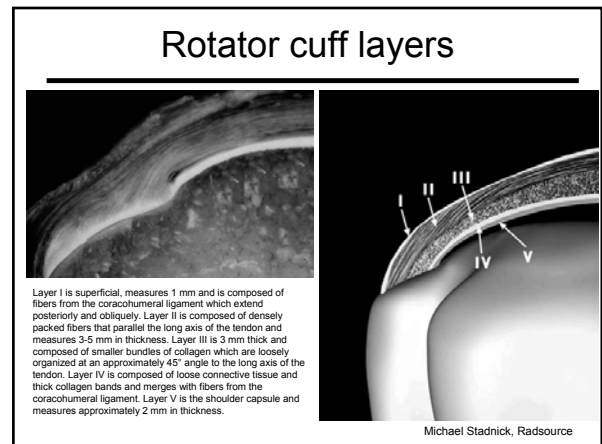 Rotator cuff layers
I
II
III
IV
V
Layer I is superficial, measures 1 mm and is composed of
fibers from the coracohumeral ligament which extend
posteriorly and obliquely. Layer II is composed of densely
packed fibers that parallel the long axis of the tendon and
measures 3-5 mm in thickness. Layer III is 3 mm thick and
composed of smaller bundles of collagen which are loosely
organized at an approximately 45° angle to the long axis of the
tendon. Layer IV is composed of loose connective tissue and
thick collagen bands and merges with fibers from the
coracohumeral ligament. Layer V is the shoulder capsule and
measures approximately 2 mm in thickness.
Michael Stadnick, Radsource